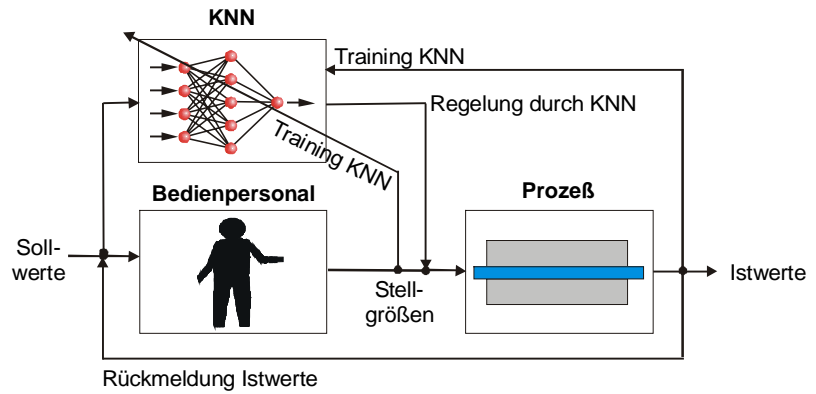 KNN
Training KNN
Regelung durch KNN
Training KNN
Bedienpersonal
Prozeß
Soll-
werte
Stell-
größen
Istwerte
Rückmeldung Istwerte